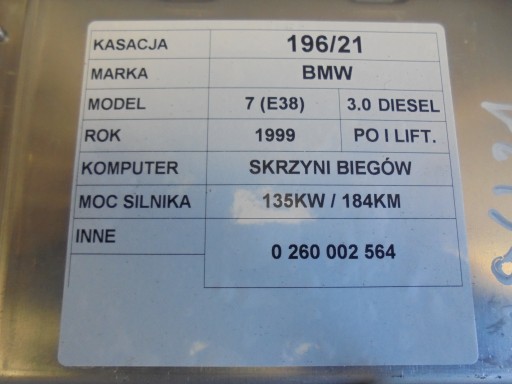 KASACJA 196/21
MARKA BMW
MODEL 7 (E38) 3.0 DIESEL
ROK 1999 PO I LIFT.
KOMPUTER SKRZYNI BIEGÓW
MOC SILNIKA 135KW / 184KM
INNE 0 260 002 564